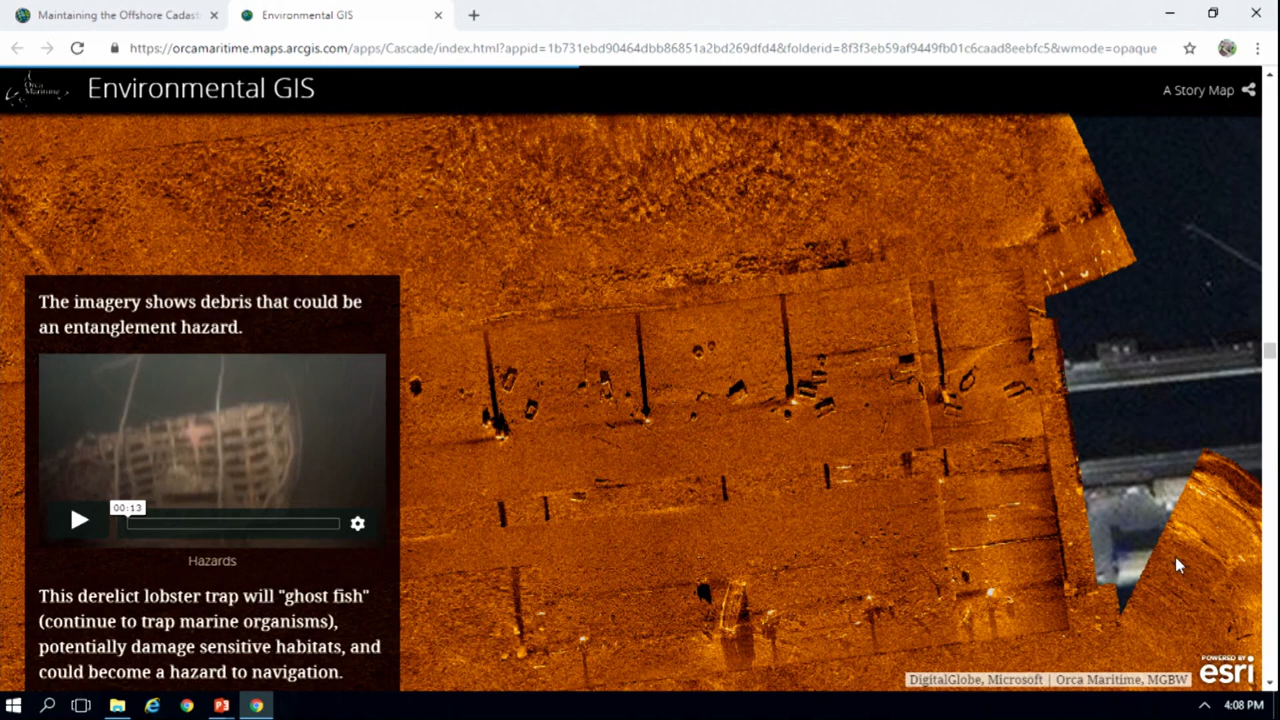 Maintaining the Offshore Cadast
Environmental GIS
https://orcamaritime.maps.arcgis.com/apps/Cascade/index.html?appid=1b731ebd90464dbb86851a2bd269dfd4&folderid=8f3f3eb59af9449fb01c6caad8eebfc5&wmode=opaque
Orca
Maritime
Environmental GIS
A Story Map
The imagery shows debris that could be
an entanglement hazard.
00:13
Hazards
This derelict lobster trap will "ghost fish"
(continue to trap marine organisms),
potentially damage sensitive habitats, and
could become a hazard to navigation.
DigitalGlobe, Microsoft | Orca Maritime, MGBW
POWERED BY
esri
4:08 PM